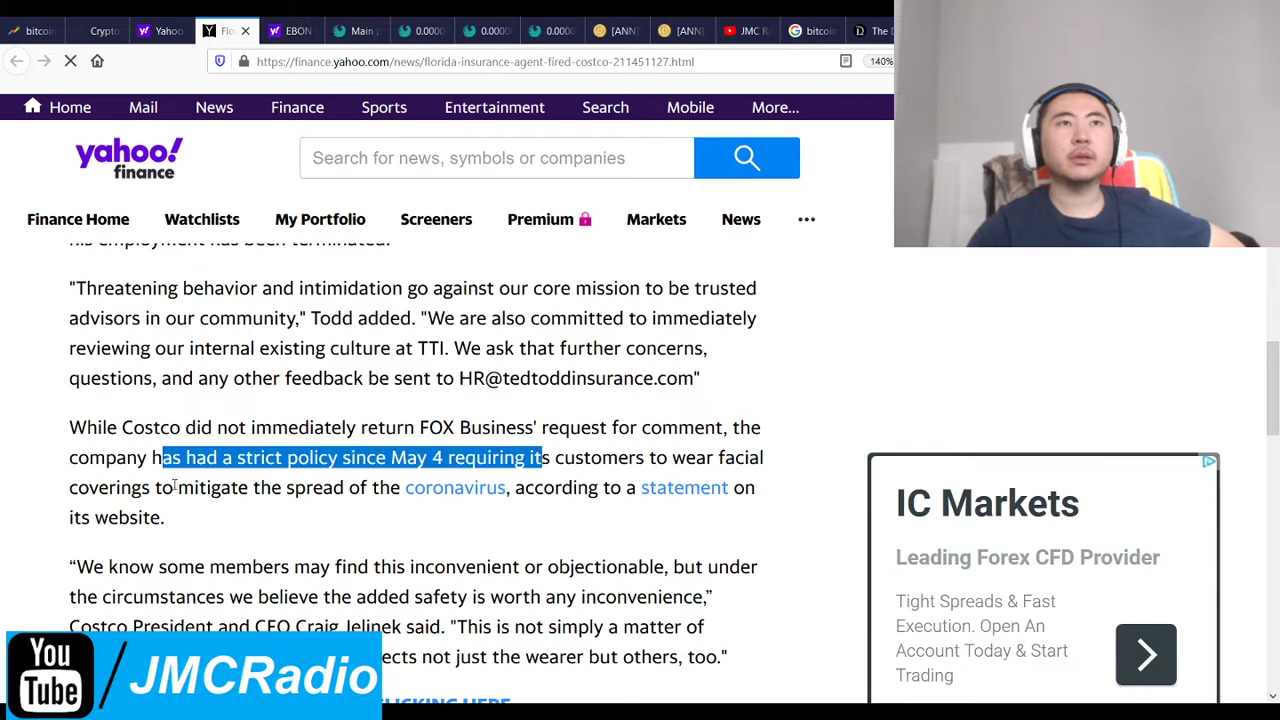 bitcoin
Crypto
Yahoo
Flo
EBON
Main p
0.0000
0.0000
0.0000
[ANN]
[ANN]
JMC Ra
bitcoin
The D
https://finance.yahoo.com/news/florida-insurance-agent-fired-costco-211451127.html
140%
Home
Mail
News
Finance
Sports
Entertainment
Search
Mobile
More...
yahoo!
finance
Search for news, symbols or companies
Finance Home
Watchlists
My Portfolio
Screeners
Premium
Markets
News
his employment has been terminated.
"Threatening behavior and intimidation go against our core mission to be trusted
advisors in our community," Todd added. "We are also committed to immediately
reviewing our internal existing culture at TTI. We ask that further concerns,
questions, and any other feedback be sent to HR@tedtoddinsurance.com"
While Costco did not immediately return FOX Business' request for comment, the
company has had a strict policy since May 4 requiring its customers to wear facial
coverings to mitigate the spread of the coronavirus, according to a statement on
its website.
“We know some members may find this inconvenient or objectionable, but under
the circumstances we believe the added safety is worth any inconvenience,”
Costco President and CEO Craig Jelinek said. "This is not simply a matter of
not just the wearer but others, too."
CLICKING HERE
IC Markets
Leading Forex CFD Provider
Tight Spreads & Fast
Execution. Open An
Account Today & Start
Trading
You
Tube
/JMCRadio